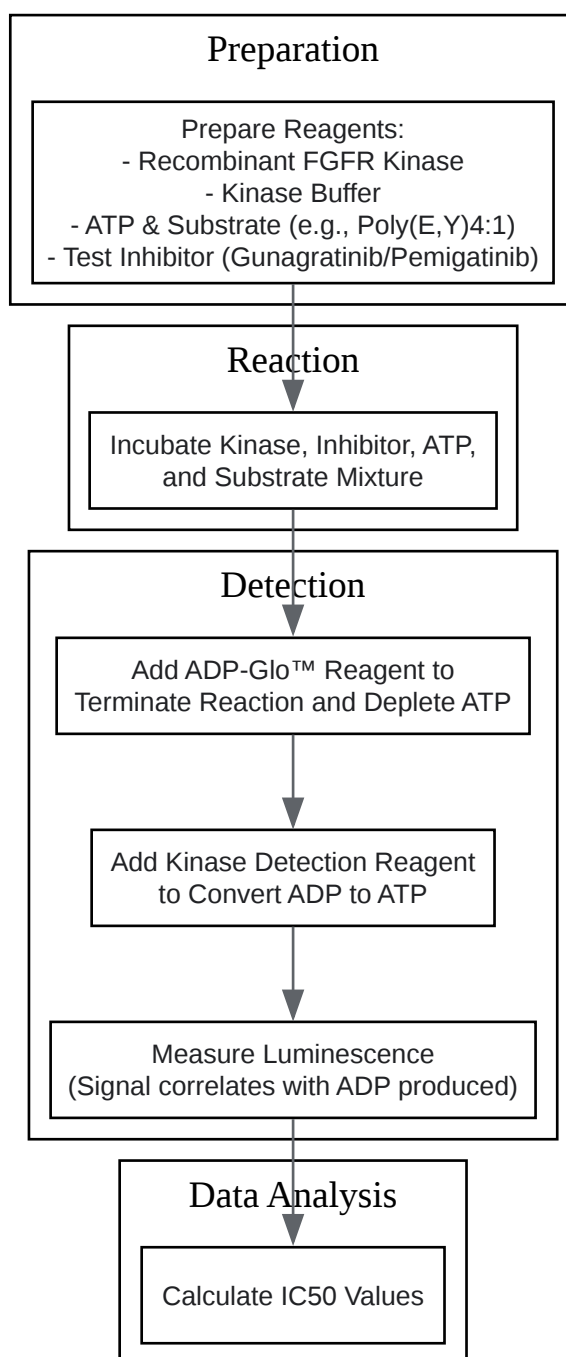 Preparation
Prepare Reagents:
- Recombinant FGFR Kinase
- Kinase Buffer
- ATP & Substrate (e.g., Poly(E,Y)4:1)
- Test Inhibitor (Gunagratinib/Pemigatinib)
Reaction
Incubate Kinase, Inhibitor, ATP,
and Substrate Mixture
Detection
Add ADP-Glo™ Reagent to
Terminate Reaction and Deplete ATP
Add Kinase Detection Reagent
to Convert ADP to ATP
Measure Luminescence
(Signal correlates with ADP produced)
Data Analysis
Calculate IC50 Values